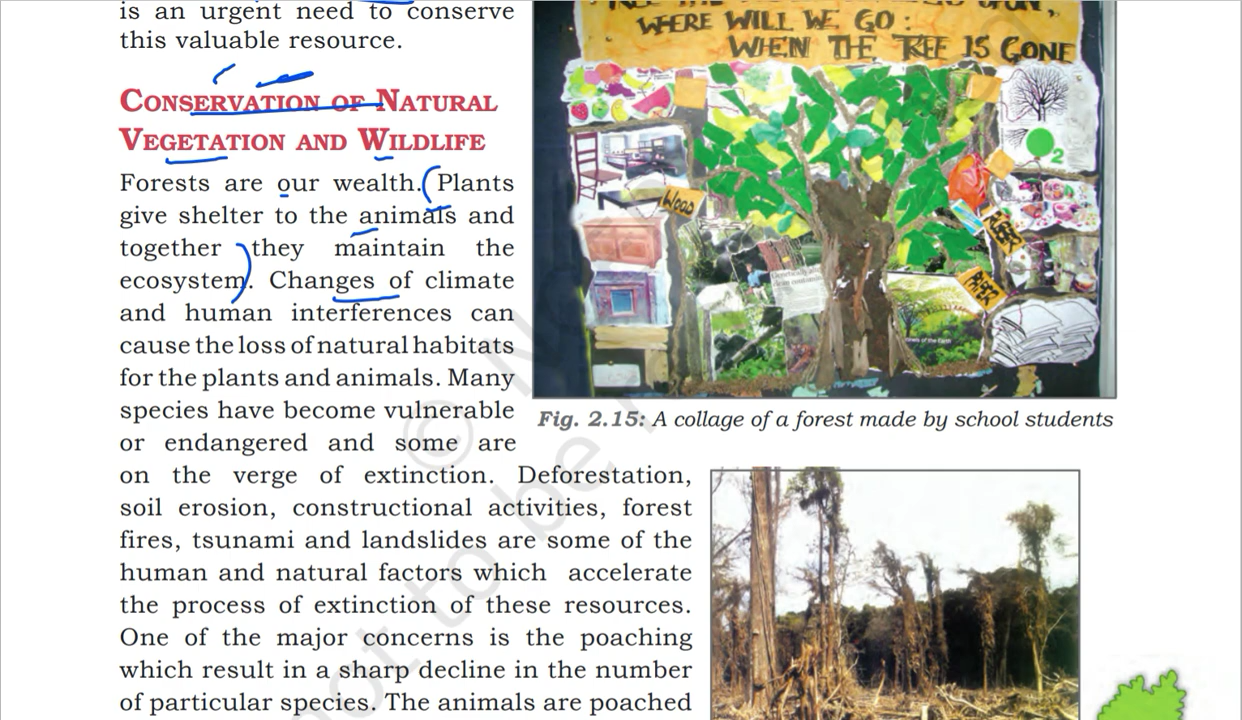 is an urgent need to conserve
this valuable resource.
CONSERVATION OF NATURAL
VEGETATION AND WILDLIFE
Forests are our wealth. Plants
give shelter to the animals and
together they maintain the
ecosystem. Changes of climate
and human interferences can
cause the loss of natural habitats
for the plants and animals. Many
species have become vulnerable
or endangered and some are
on the verge of extinction. Deforestation,
soil erosion, constructional activities, forest
fires, tsunami and landslides are some of the
human and natural factors which accelerate
the process of extinction of these resources.
One of the major concerns is the poaching
which result in a sharp decline in the number
of particular species. The animals are poached
WHERE WILL WE GO :
WHEN THE TREE IS GONE
WOOD
2
Fig. 2.15: A collage of a forest made by school students
©
not to be